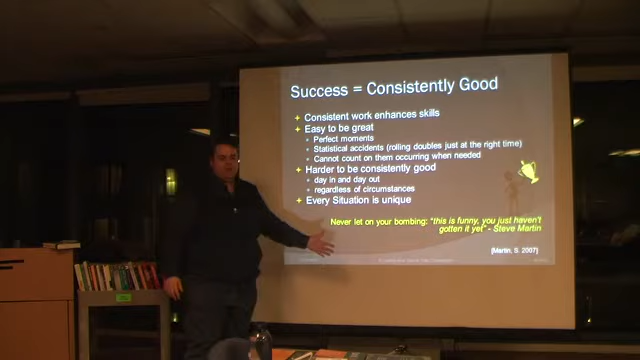 Success = Consistently Good
Consistent work enhances skills
Easy to be great
Perfect moments
Statistical accidents (rolling doubles just at the right time)
Cannot count on them occurring when needed
Harder to be consistently good
day in and day out
regardless of circumstances
Every Situation is unique
Never let on your bombing: "this is funny, you just haven't
gotten it yet" - Steve Martin
[Martin, S. 2007]